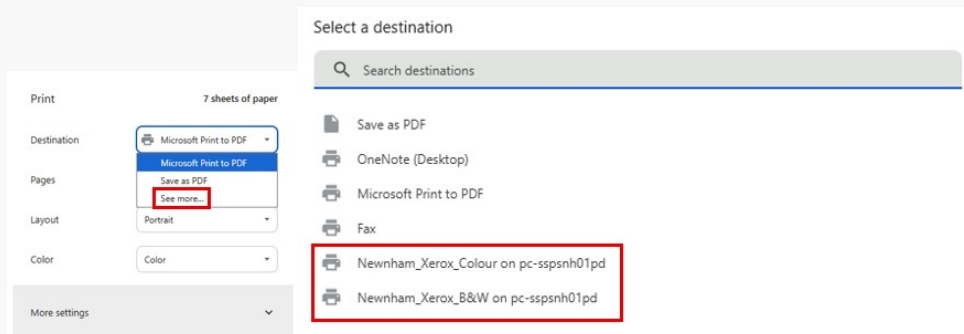 Print
7 sheets of paper
Destination
Microsoft Print to PDF
Microsoft Print to PDF
Save as PDF
See more...
Pages
Layout
Portrait
Color
Color
More settings
Select a destination
Search destinations
Save as PDF
OneNote (Desktop)
Microsoft Print to PDF
Fax
Newnham_Xerox_Colour on pc-sspsnh01pd
Newnham_Xerox_B&W on pc-sspsnh01pd